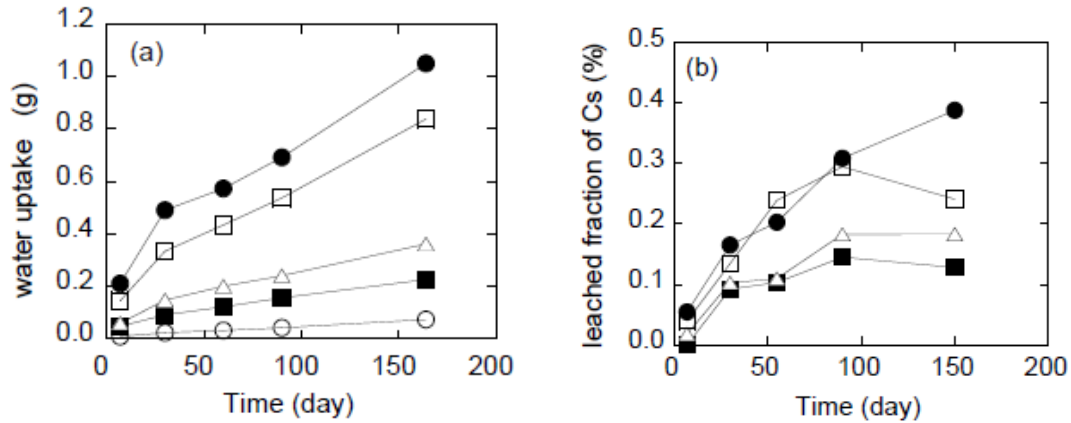 (a)
water uptake (g)
1.2
1.0
0.8
0.6
0.4
0.2
0.0
0 50 100 150 200
Time (day)
(b)
leached fraction of Cs (%)
0.5
0.4
0.3
0.2
0.1
0.0
0 50 100 150 200
Time (day)